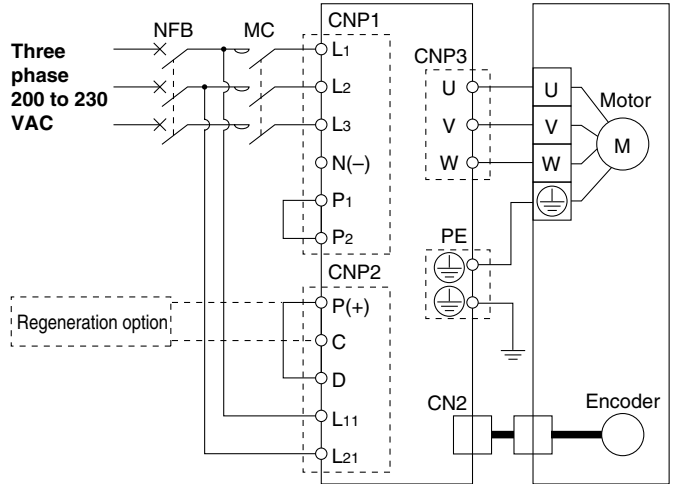 NFB
MC
CNP1
Three
phase
200 to 230
VAC
L1
L2
L3
N(–)
P1
P2
CNP3
U
V
W
U
V
W
Motor
M
PE
CNP2
Regeneration option
P(+)
C
D
L11
L21
CN2
Encoder